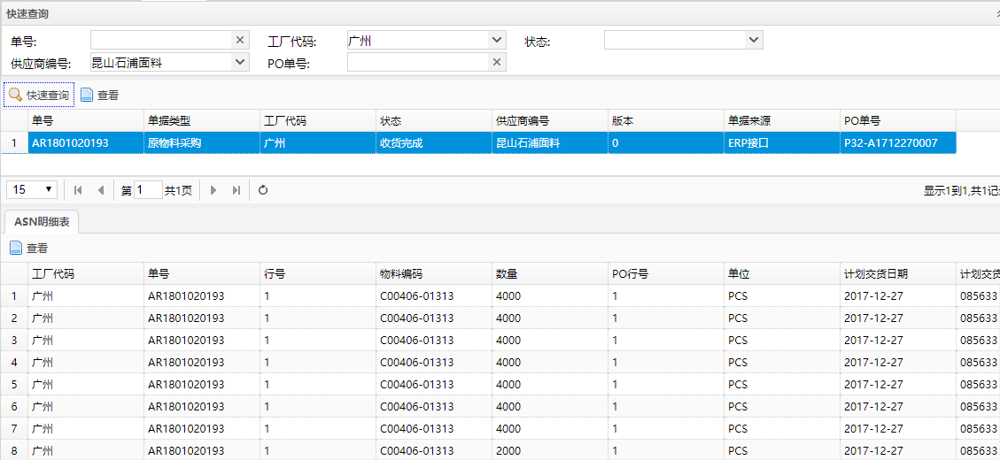 快速查询
单号: 工厂代码: 广州 状态:
供应商编号: 昆山石浦面料 PO单号:
快速查询 查看
单号 单据类型 工厂代码 状态 供应商编号 版本 单据来源 PO单号
1 AR1801020193 原物料采购 广州 收货完成 昆山石浦面料 0 ERP接口 P32-A1712270007
15 第 1 共1页 显示1到1,共1记
ASN明细表
查看
工厂代码 单号 行号 物料编码 数量 PO行号 单位 计划交货日期 计划交货
1 广州 AR1801020193 1 C00406-01313 4000 1 PCS 2017-12-27 085633
2 广州 AR1801020193 1 C00406-01313 4000 1 PCS 2017-12-27 085633
3 广州 AR1801020193 1 C00406-01313 4000 1 PCS 2017-12-27 085633
4 广州 AR1801020193 1 C00406-01313 4000 1 PCS 2017-12-27 085633
5 广州 AR1801020193 1 C00406-01313 4000 1 PCS 2017-12-27 085633
6 广州 AR1801020193 1 C00406-01313 4000 1 PCS 2017-12-27 085633
7 广州 AR1801020193 1 C00406-01313 4000 1 PCS 2017-12-27 085633
8 广州 AR1801020193 1 C00406-01313 2000 1 PCS 2017-12-27 085633